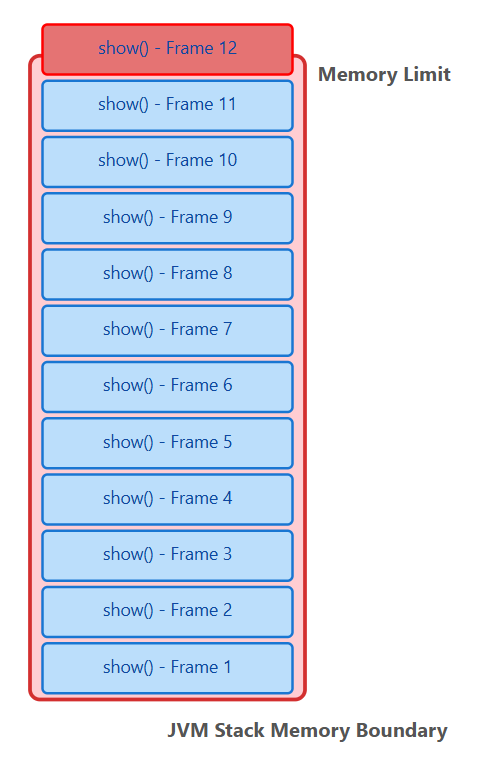 show() - Frame 12
Memory Limit
show() - Frame 11
show() - Frame 10
show() - Frame 9
show() - Frame 8
show() - Frame 7
show() - Frame 6
show() - Frame 5
show() - Frame 4
show() - Frame 3
show() - Frame 2
show() - Frame 1
JVM Stack Memory Boundary